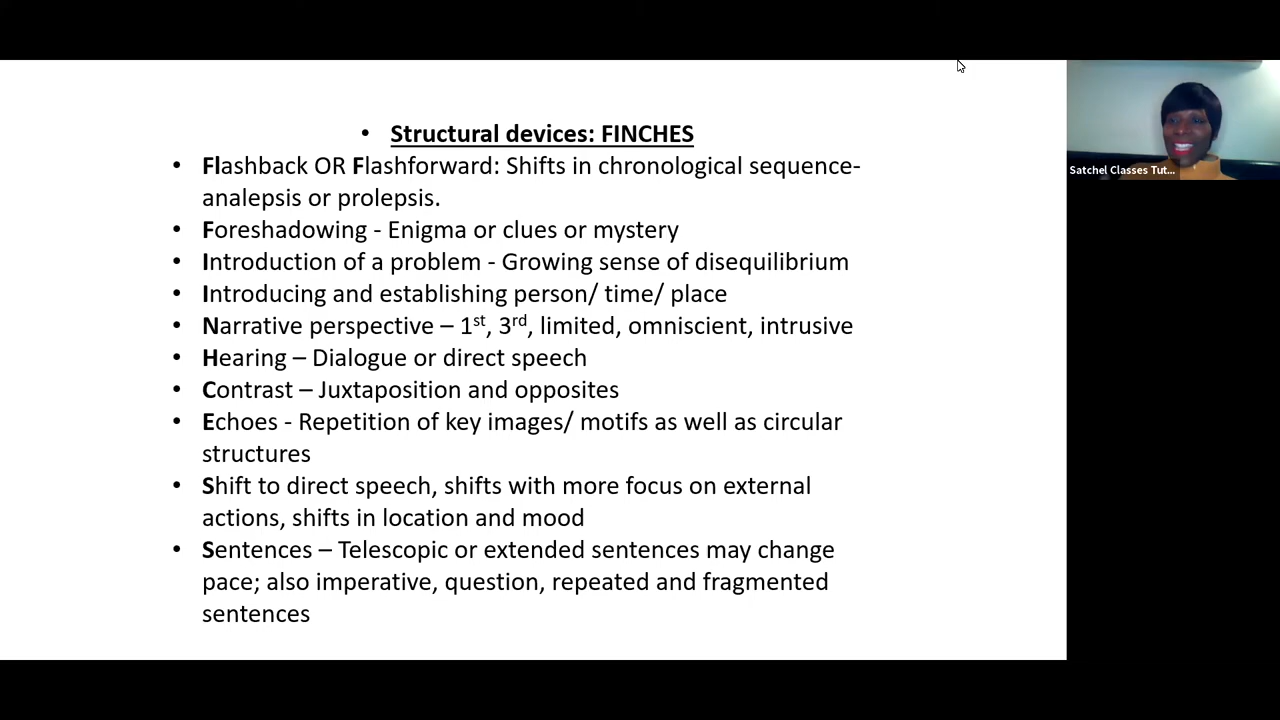 • Structural devices: FINCHES
• Flashback OR Flashforward: Shifts in chronological sequence-
analepsis or prolepsis.
• Foreshadowing - Enigma or clues or mystery
• Introduction of a problem - Growing sense of disequilibrium
• Introducing and establishing person/ time/ place
• Narrative perspective – 1st, 3rd, limited, omniscient, intrusive
• Hearing – Dialogue or direct speech
• Contrast – Juxtaposition and opposites
• Echoes - Repetition of key images/ motifs as well as circular
structures
• Shift to direct speech, shifts with more focus on external
actions, shifts in location and mood
• Sentences – Telescopic or extended sentences may change
pace; also imperative, question, repeated and fragmented
sentences
Satchel Classes Tut...